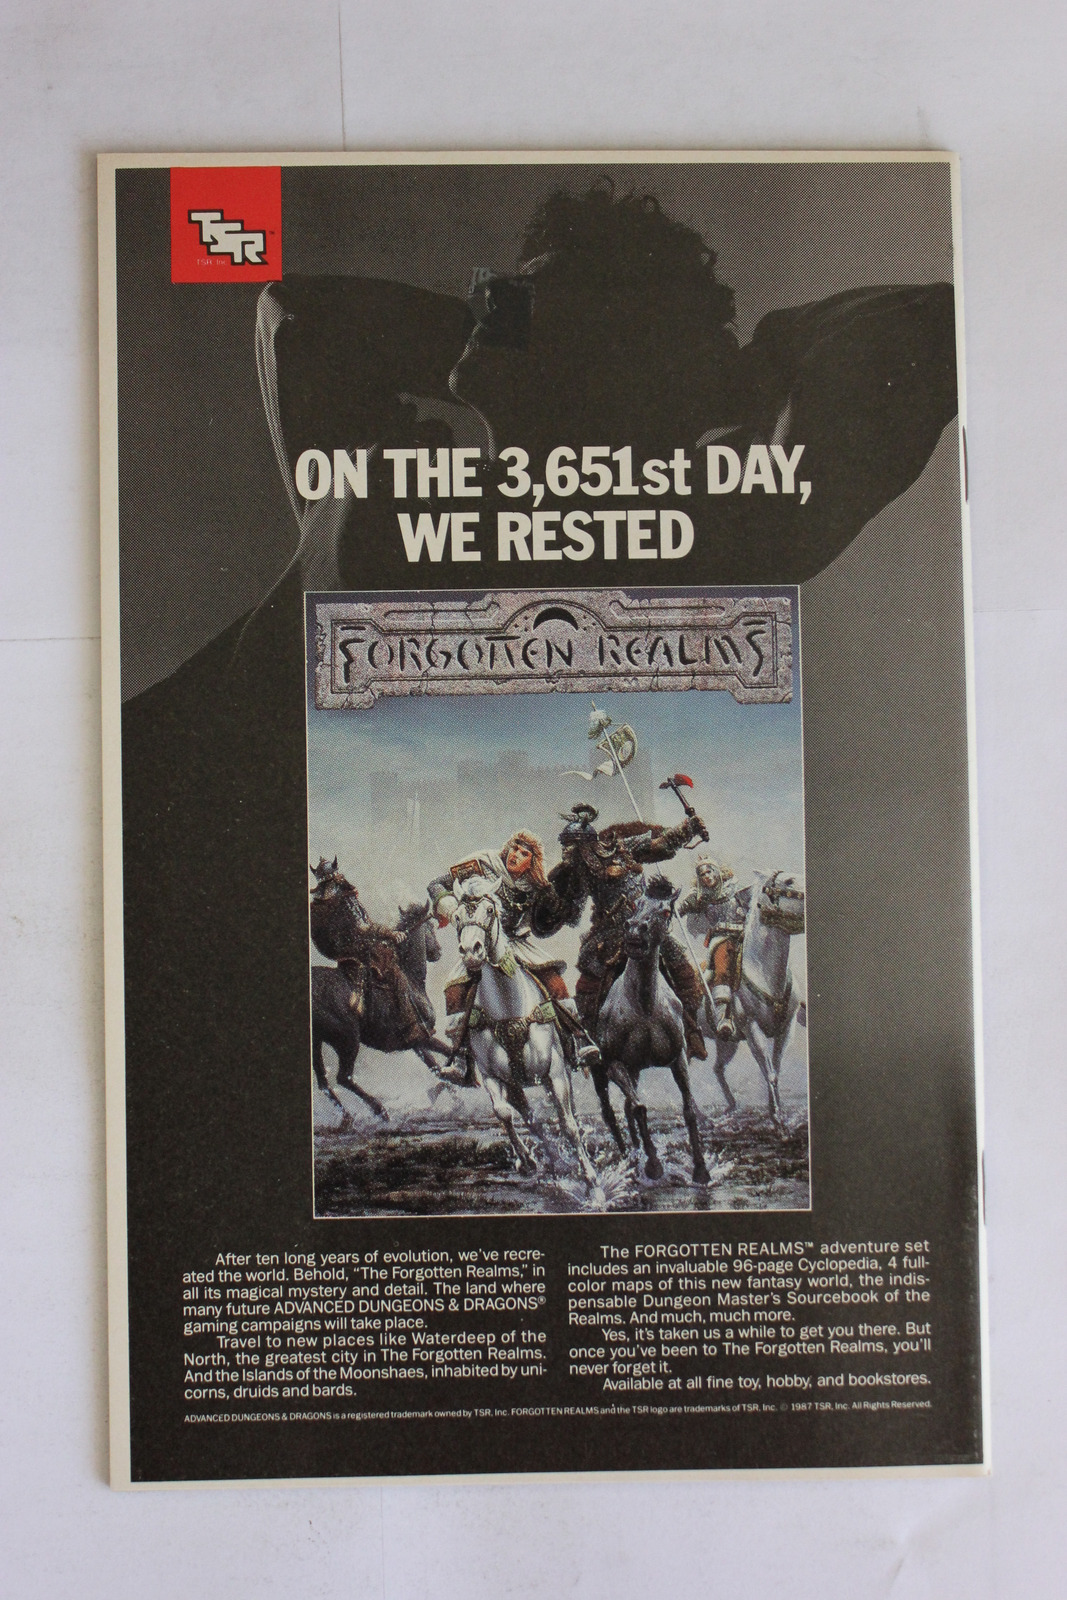 TSR™
TSR, Inc.
ON THE 3,651st DAY,
WE RESTED
FORGOTTEN REALMS
After ten long years of evolution, we've recre-
ated the world. Behold, "The Forgotten Realms," in
all its magical mystery and detail. The land where
many future ADVANCED DUNGEONS & DRAGONS®
gaming campaigns will take place.
Travel to new places like Waterdeep of the
North, the greatest city in The Forgotten Realms.
And the Islands of the Moonshaes, inhabited by uni-
corns, druids and bards.
The FORGOTTEN REALMS™ adventure set
includes an invaluable 96-page Cyclopedia, 4 full-
color maps of this new fantasy world, the indis-
pensable Dungeon Master's Sourcebook of the
Realms. And much, much more.
Yes, it's taken us a while to get you there. But
once you've been to The Forgotten Realms, you'll
never forget it.
Available at all fine toy, hobby, and bookstores.
ADVANCED DUNGEONS & DRAGONS is a registered trademark owned by TSR, Inc. FORGOTTEN REALMS and the TSR logo are trademarks of TSR, Inc. © 1987 TSR, Inc. All Rights Reserved.